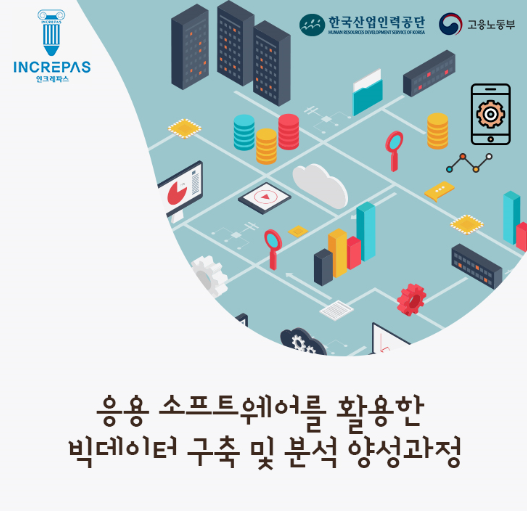 INCREPAS
INCREPAS
인크레파스
한국산업인력공단
HUMAN RESOURCES DEVELOPMENT SERVICE OF KOREA
고용노동부
응용 소프트웨어를 활용한
빅데이터 구축 및 분석 양성과정